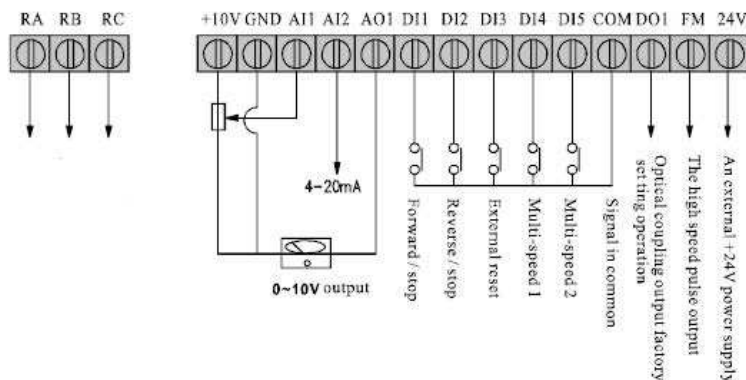 RA RB RC +10V GND AI1 AI2 AO1 DI1 DI2 DI3 DI4 DI5 COM DO1 FM 24V
4-20mA
0~10V output
Forward / stop
Reverse / stop
External reset
Multi-speed 1
Multi-speed 2
Signal in common
Optical coupling output factory
set ting operation
The high speed pulse output
An external +24V power supply